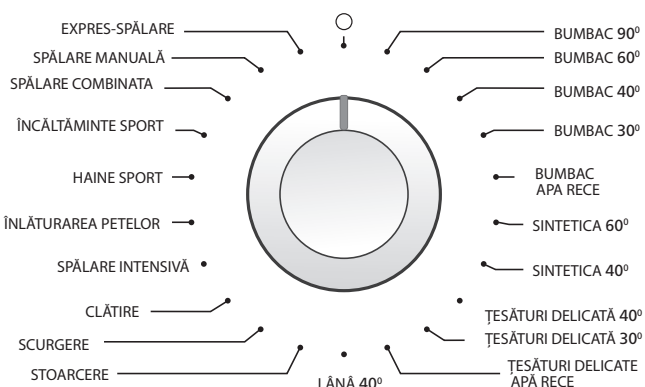 EXPRES-SPĂLARE
SPĂLARE MANUALĂ
SPĂLARE COMBINATA
ÎNCĂLTĂMINTE SPORT
HAINE SPORT
ÎNLĂTURAREA PETELOR
SPĂLARE INTENSIVĂ
CLĂTIRE
SCURGERE
STOARCERE
BUMBAC 90⁰
BUMBAC 60⁰
BUMBAC 40⁰
BUMBAC 30⁰
BUMBAC
APA RECE
SINTETICA 60⁰
SINTETICA 40⁰
ȚESĂTURI DELICATĂ 40⁰
ȚESĂTURI DELICATĂ 30⁰
ȚESĂTURI DELICATE
APĂ RECE
LÂNĂ 40⁰